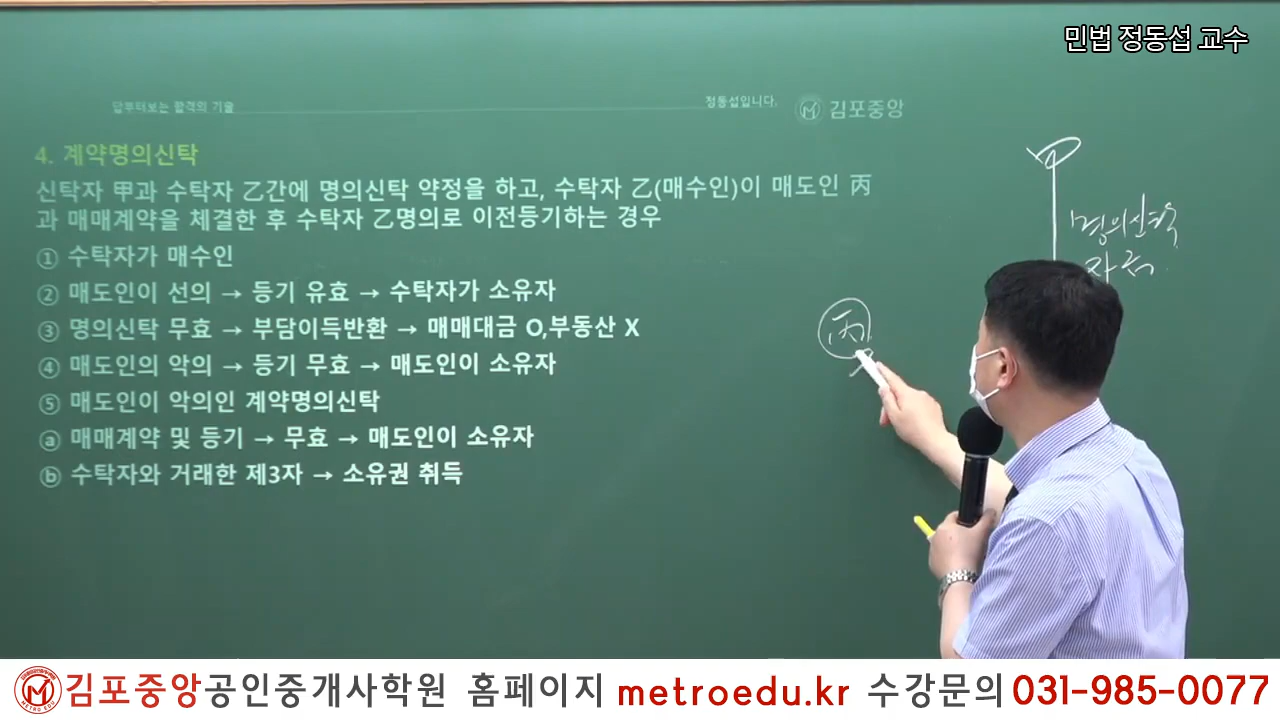 민법 정동섭 교수
답부터보는 합격의 기술
정동섭입니다.
김포중앙
4. 계약명의신탁
신탁자 甲과 수탁자 乙간에 명의신탁 약정을 하고, 수탁자 乙(매수인)이 매도인 丙
과 매매계약을 체결한 후 수탁자 乙명의로 이전등기하는 경우
① 수탁자가 매수인
② 매도인이 선의 → 등기 유효 → 수탁자가 소유자
③ 명의신탁 무효 → 부당이득반환 → 매매대금 O,부동산 X
④ 매도인의 악의 → 등기 무효 → 매도인이 소유자
⑤ 매도인이 악의인 계약명의신탁
ⓐ 매매계약 및 등기 → 무효 → 매도인이 소유자
ⓑ 수탁자와 거래한 제3자 → 소유권 취득
甲
명의신탁
丙
김포중앙공인중개사학원 홈페이지 metroedu.kr 수강문의 031-985-0077